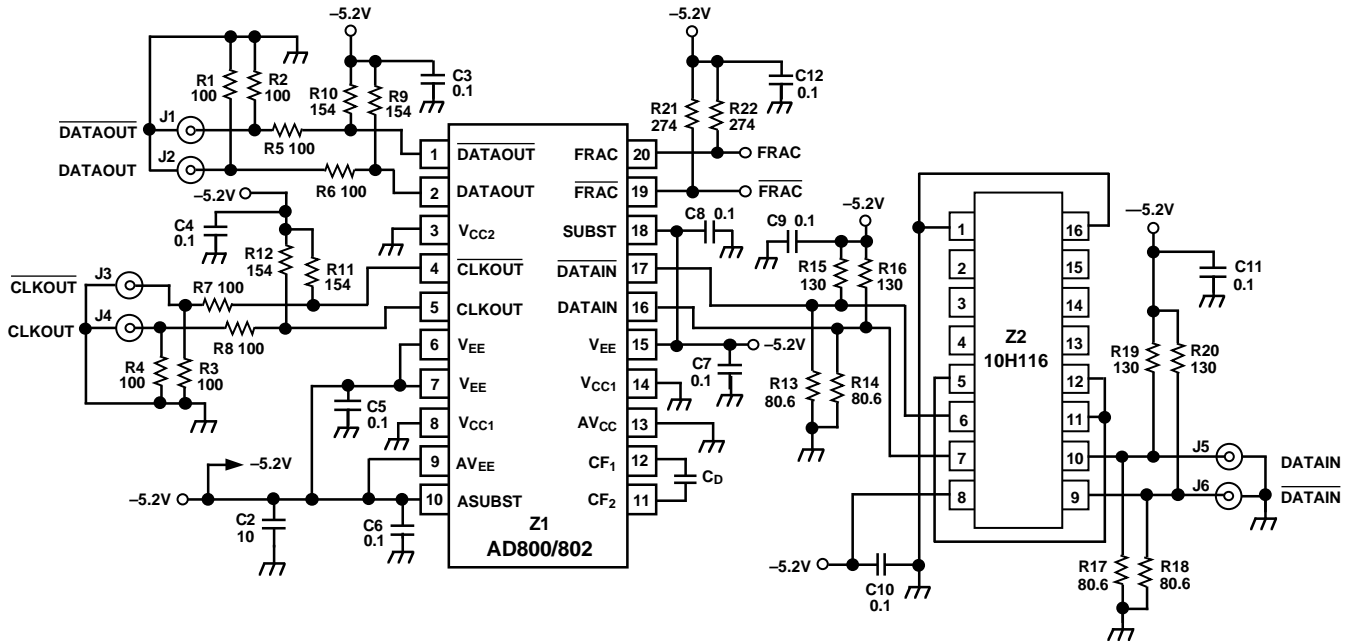 –5.2V
–5.2V
–5.2V
R1
100
R2
100
R10
154
R9
154
C3
0.1
R21
274
R22
274
C12
0.1
DATAOUT
J1
R5 100
DATAOUT
J2
R6 100
–5.2V
C4
0.1
R12
154
R11
154
CLKOUT
J3
R7 100
CLKOUT
J4
R8 100
R4
100
R3
100
C5
0.1
–5.2V
–5.2V
C2
10
C6
0.1
1 DATAOUT
2 DATAOUT
3 VCC2
4 CLKOUT
5 CLKOUT
6 VEE
7 VEE
8 VCC1
9 AVEE
10 ASUBST
FRAC 20
FRAC 19
SUBST 18
DATAIN 17
DATAIN 16
VEE 15
VCC1 14
AVCC 13
CF1 12
CF2 11
Z1
AD800/802
FRAC
FRAC
C8 0.1
C9 0.1
–5.2V
R15
130
R16
130
–5.2V
C7
0.1
R13
80.6
R14
80.6
CD
–5.2V
C10
0.1
1
2
3
4
5
6
7
8
16
15
14
13
12
11
10
9
Z2
10H116
—5.2V
C11
0.1
R19
130
R20
130
J5
DATAIN
J6
DATAIN
R17
80.6
R18
80.6